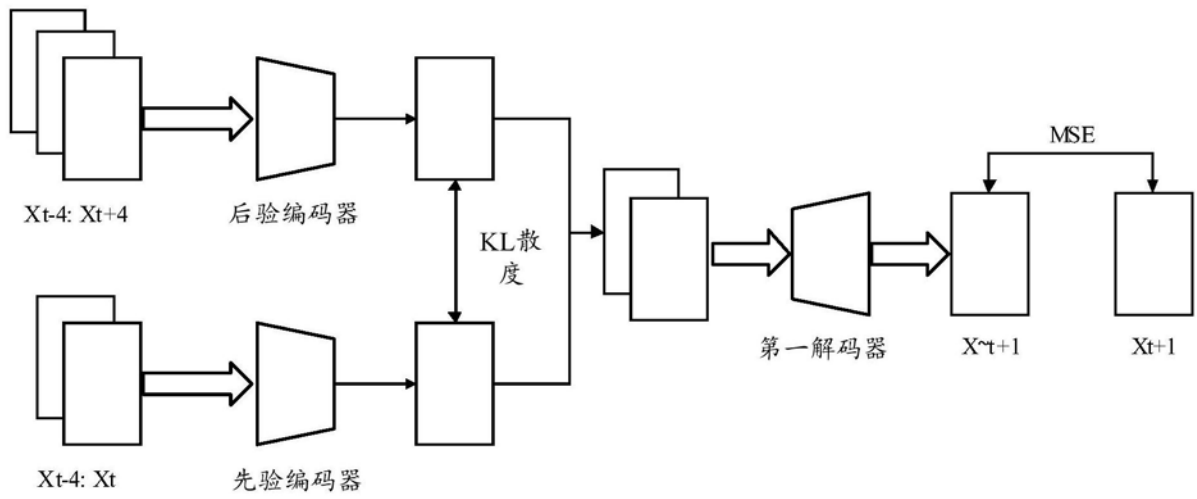 MSE
Xt-4: Xt+4
后验编码器
KL散
度
第一解码器
X~t+1
Xt+1
Xt-4: Xt
先验编码器